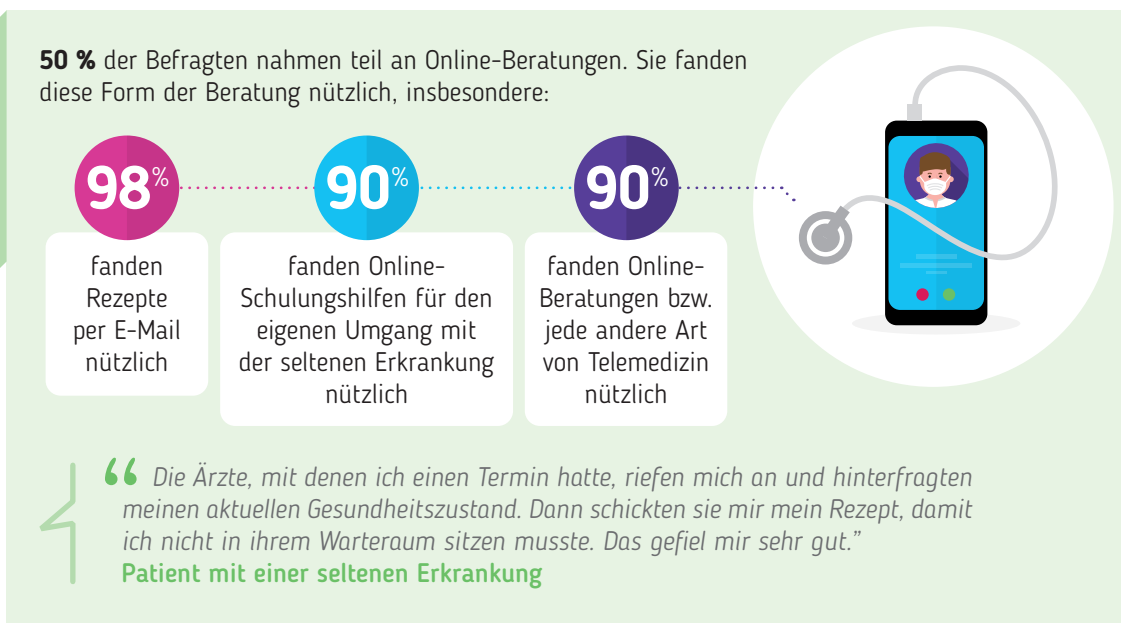 50 % der Befragten nahmen teil an Online-Beratungen. Sie fanden
diese Form der Beratung nützlich, insbesondere:
98%
fanden
Rezepte
per E-Mail
nützlich
90%
fanden Online-
Schulungshilfen für den
eigenen Umgang mit
der seltenen Erkrankung
nützlich
90%
fanden Online-
Beratungen bzw.
jede andere Art
von Telemedizin
nützlich
“ Die Ärzte, mit denen ich einen Termin hatte, riefen mich an und hinterfragten
meinen aktuellen Gesundheitszustand. Dann schickten sie mir mein Rezept, damit
ich nicht in ihrem Warteraum sitzen musste. Das gefiel mir sehr gut.”
Patient mit einer seltenen Erkrankung